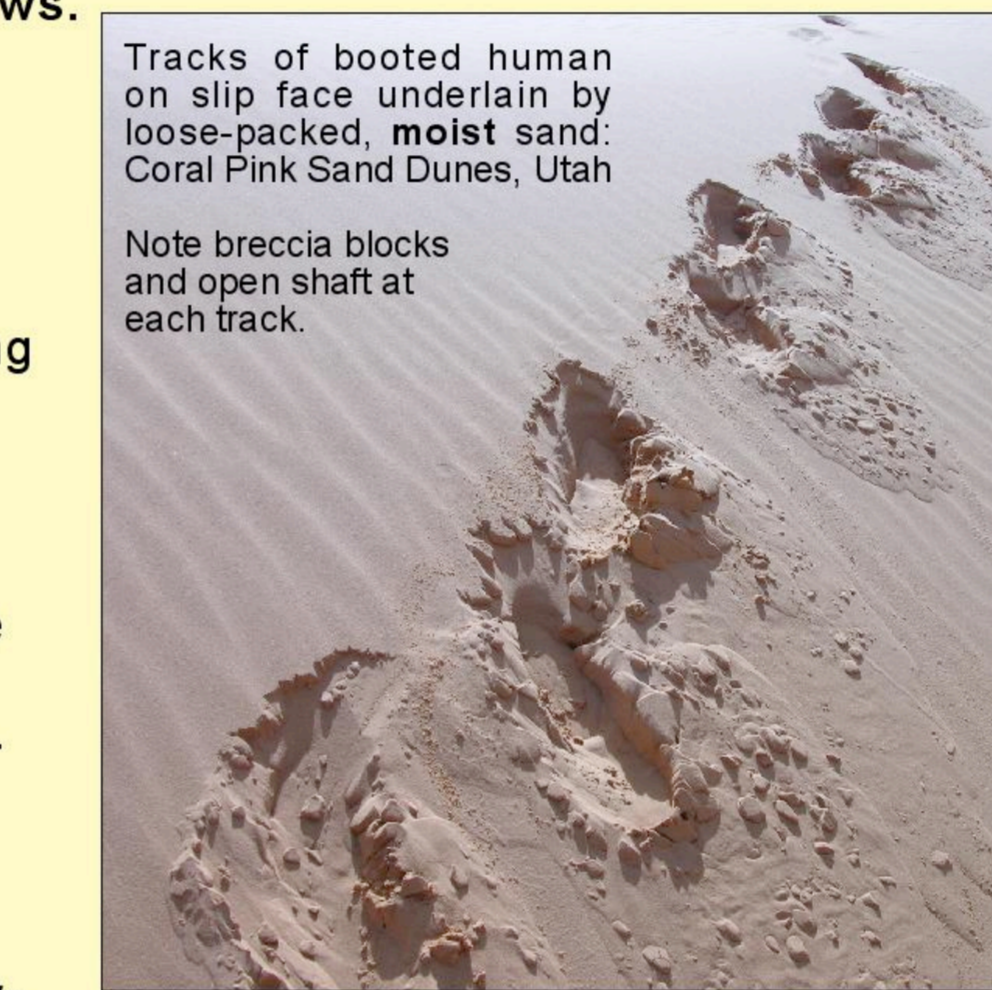 ws.
Tracks of booted human
on slip face underlain by
loose-packed, moist sand:
Coral Pink Sand Dunes, Utah
Note breccia blocks
and open shaft at
each track.
g